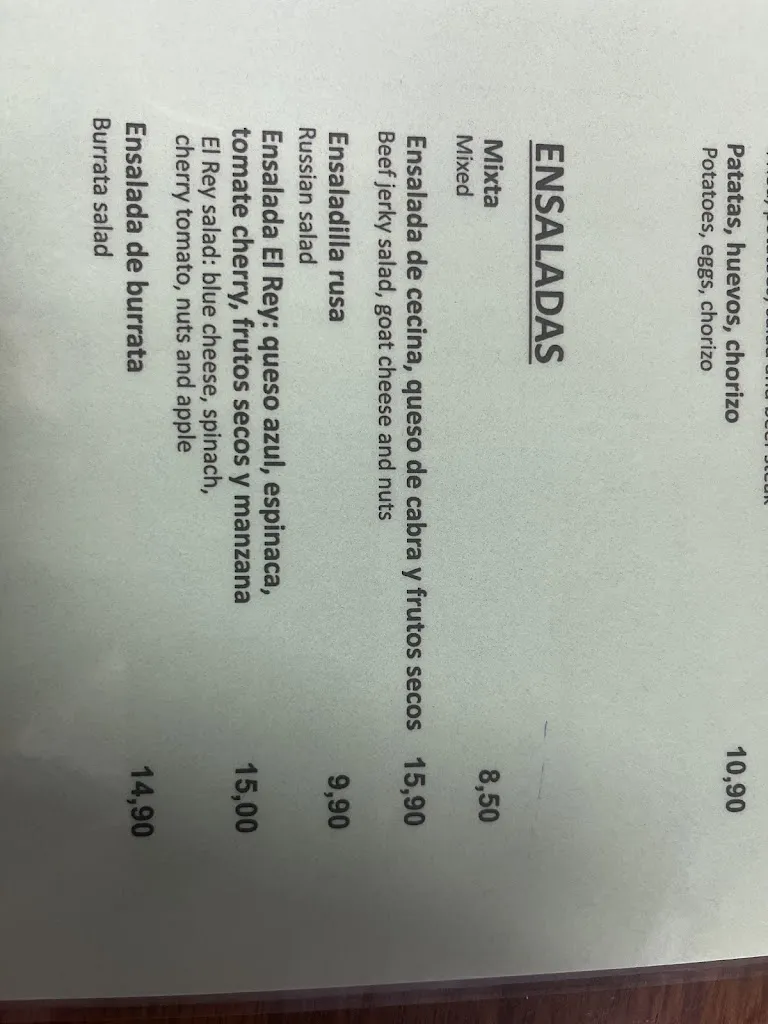 Patatas, huevos, chorizo 10,90
Potatoes, eggs, chorizo
ENSALADAS
Mixta 8,50
Mixed
Ensalada de cecina, queso de cabra y frutos secos 15,90
Beef jerky salad, goat cheese and nuts
Ensaladilla rusa 9,90
Russian salad
Ensalada El Rey: queso azul, espinaca,
tomate cherry, frutos secos y manzana 15,00
El Rey salad: blue cheese, spinach,
cherry tomato, nuts and apple
Ensalada de burrata 14,90
Burrata salad